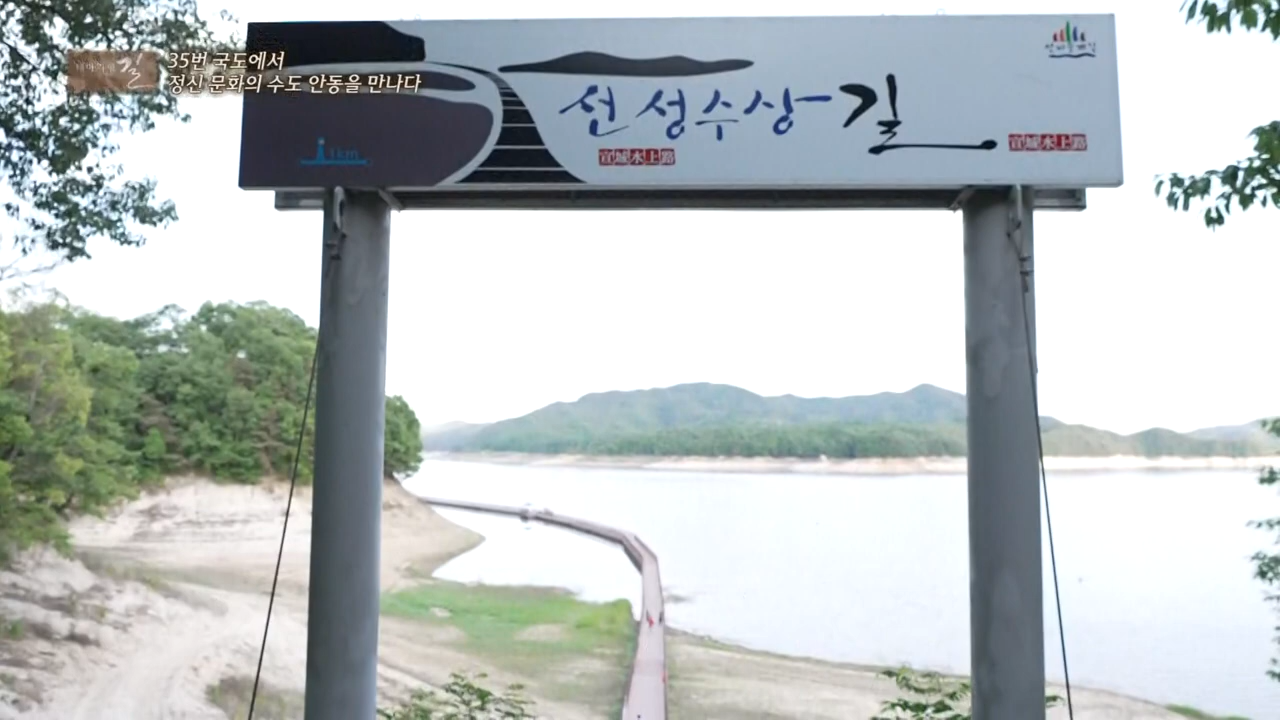 길
35번 국도에서
정신 문화의 수도 안동을 만나다
선성수상길
宣城水上路
宣城水上路
1km